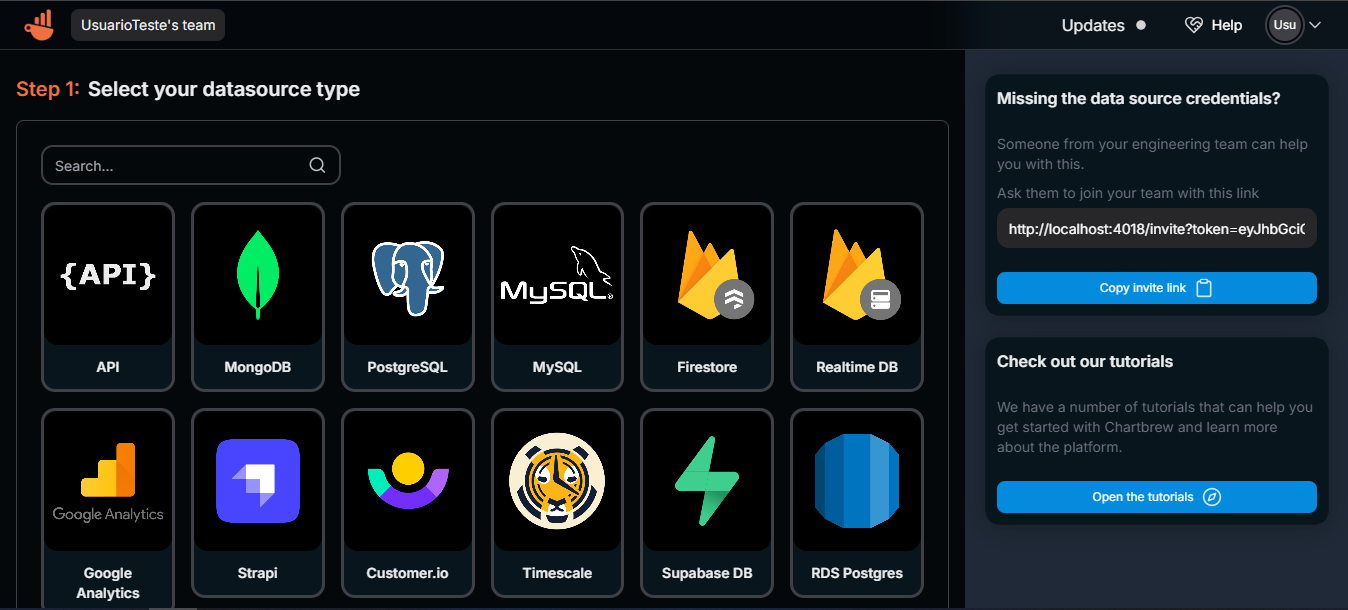 UsuarioTeste's team
Updates
Help
Usu
Step 1: Select your datasource type
Search...
{API}
MySQL
API
MongoDB
PostgreSQL
MySQL
Firestore
Realtime DB
Google Analytics
Google
Analytics
Strapi
Customer.io
Timescale
Supabase DB
RDS Postgres
Missing the data source credentials?
Someone from your engineering team can help
you with this.
Ask them to join your team with this link
http://localhost:4018/invite?token=eyJhbGciO
Copy invite link
Check out our tutorials
We have a number of tutorials that can help you
get started with Chartbrew and learn more
about the platform.
Open the tutorials